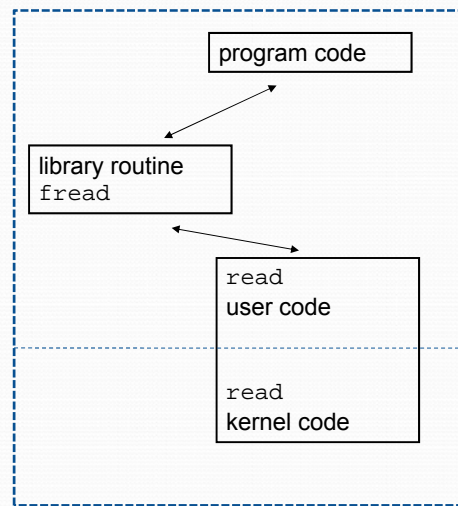 program code
library routine
fread
read
user code
read
kernel code